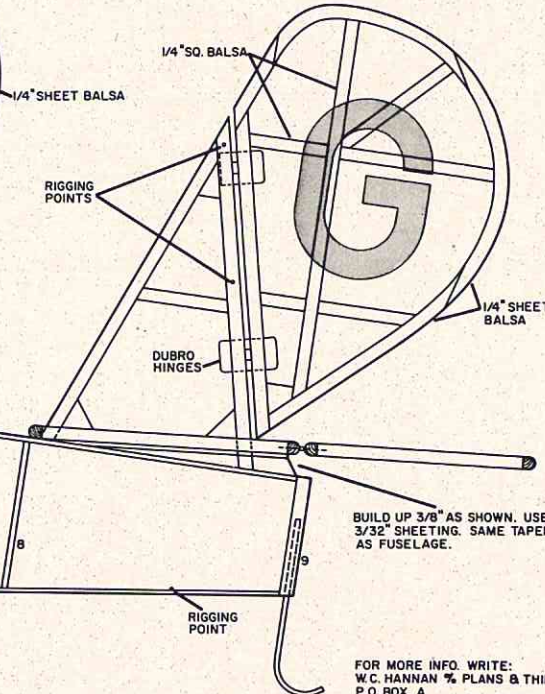 1/4" SHEET BALSA
1/4" SQ. BALSA
RIGGING
POINTS
G
1/4" SHEET
BALSA
DUBRO
HINGES
BUILD UP 3/8" AS SHOWN. USE
3/32" SHEETING. SAME TAPER
AS FUSELAGE.
8
9
RIGGING
POINT
FOR MORE INFO. WRITE:
W.C. HANNAN % PLANS &
P.O. BOX A